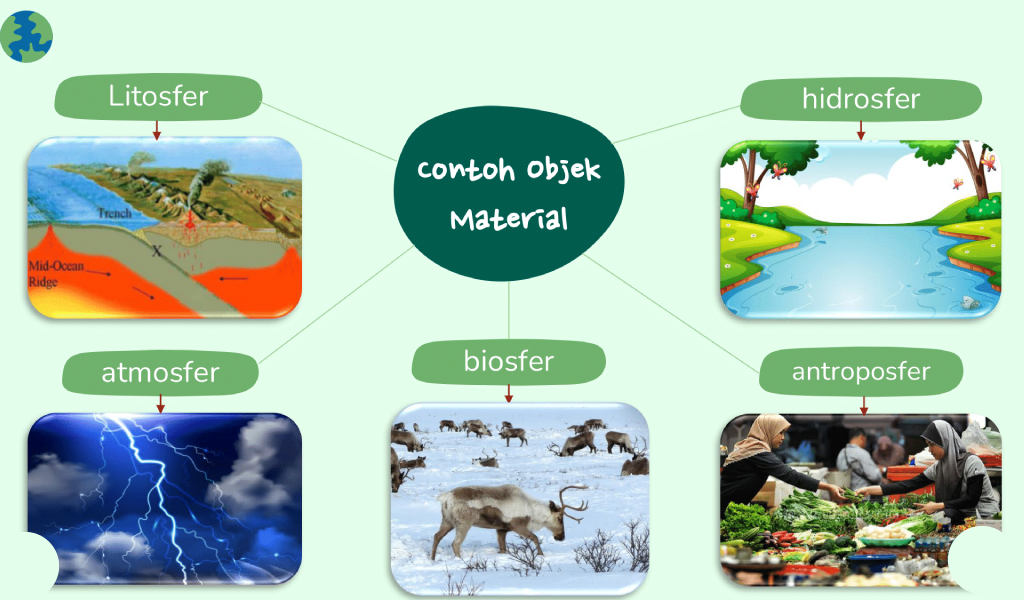 Litosfer
hidrosfer
Contoh Objek
Material
Trench
X
Mid-Ocean
Ridge
atmosfer
biosfer
antroposfer